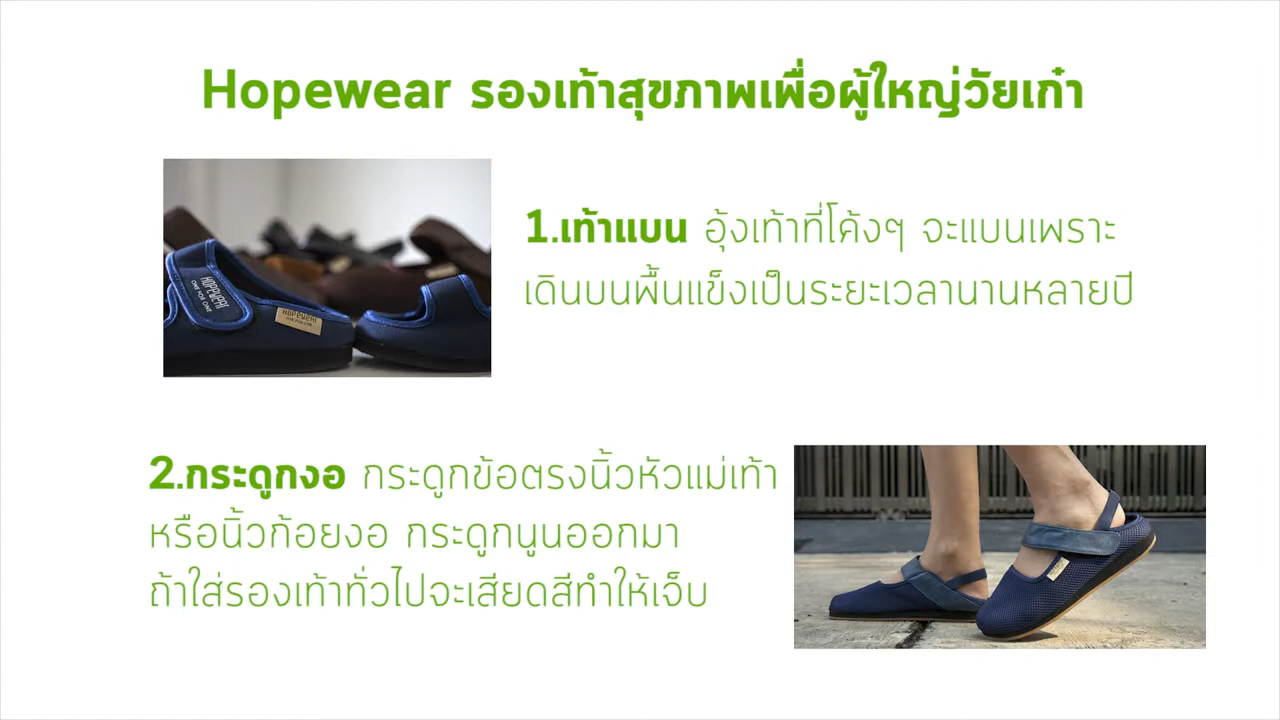 Hopewear รองเท้าสุขภาพเพื่อผู้ใหญ่วัยเก๋า
HOPEWEAR
ONE FOR ONE
HOPEWEAR
ONE FOR ONE
1.เท้าแบน อุ้งเท้าที่โค้งๆ จะแบนเพราะ
เดินบนพื้นแข็งเป็นระยะเวลานานหลายปี
2.กระดูกงอ กระดูกข้อตรงนิ้วหัวแม่เท้า
หรือนิ้วก้อยงอ กระดูกนูนออกมา
ถ้าใส่รองเท้าทั่วไปจะเสียดสีทำให้เจ็บ